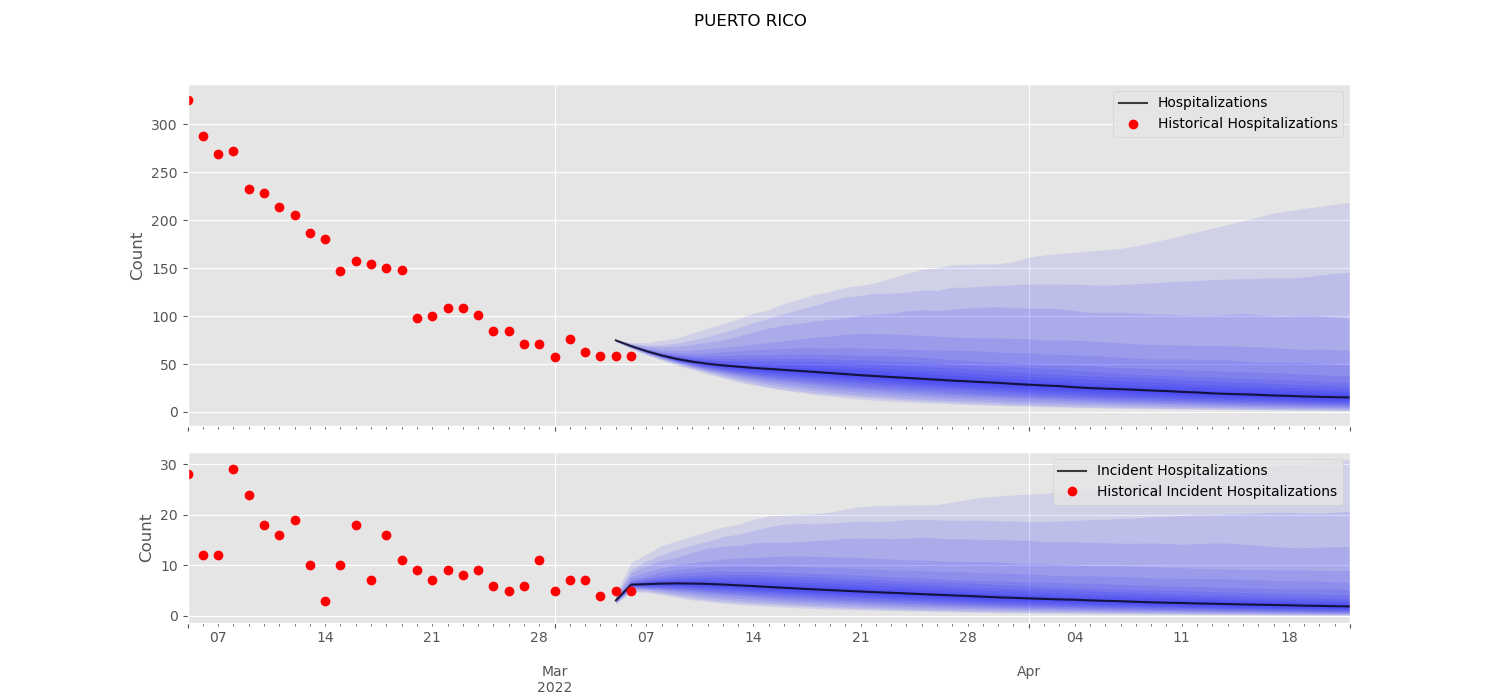 PUERTO RICO
Hospitalizations
Historical Hospitalizations
300
250
200
150
100
50
0
Count
Incident Hospitalizations
Historical Incident Hospitalizations
30
20
10
0
Count
07 14 21 28 07 14 21 28 04 11 18
Mar Apr
2022